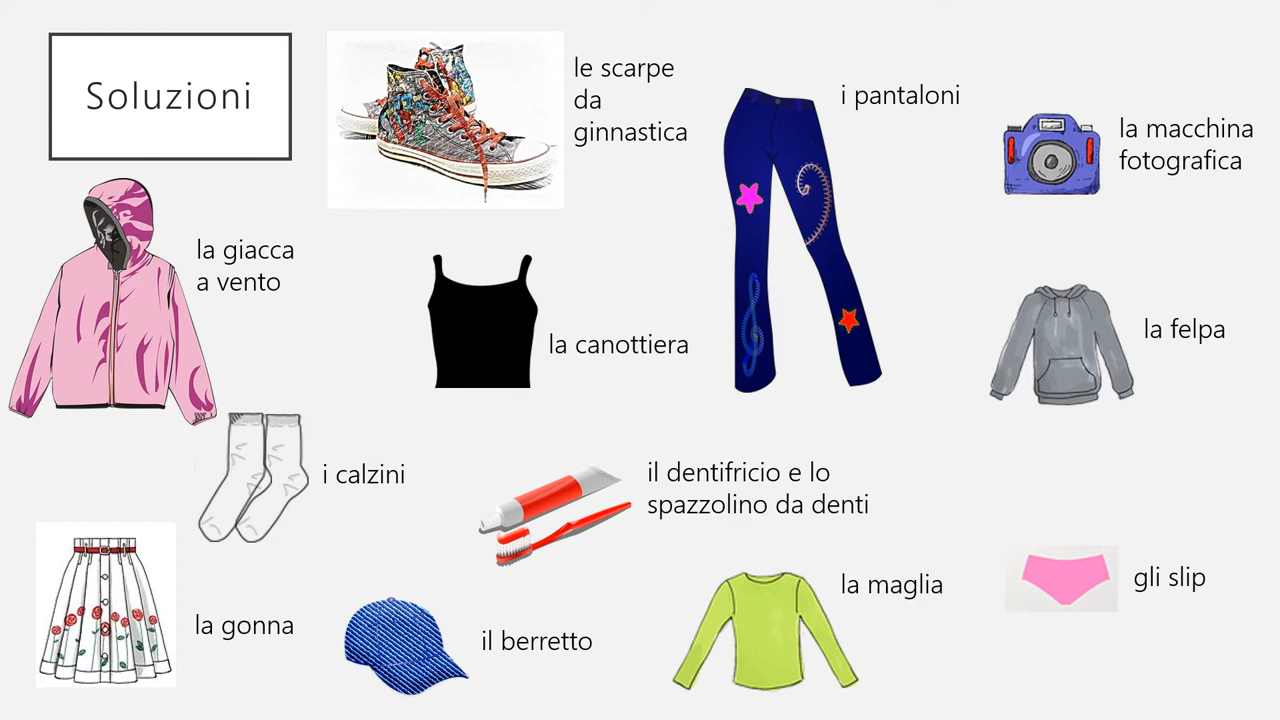 Soluzioni
le scarpe
da
ginnastica
i pantaloni
la macchina
fotografica
la giacca
a vento
la canottiera
la felpa
i calzini
il dentifricio e lo
spazzolino da denti
la maglia
gli slip
la gonna
il berretto